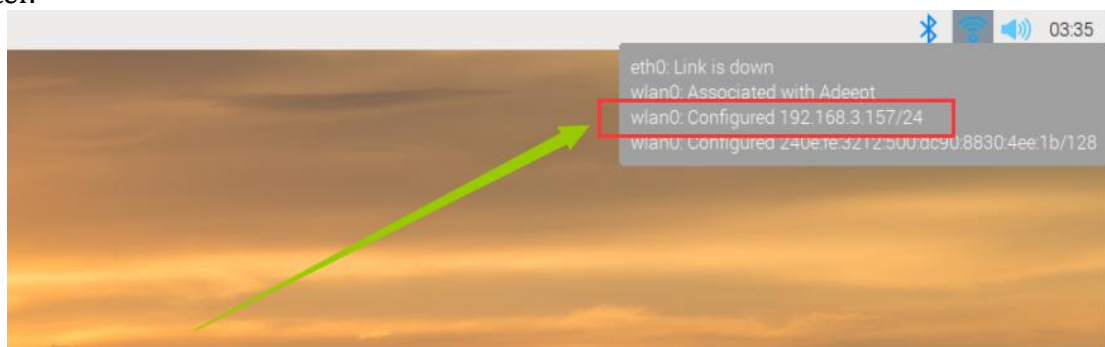 03:35
eth0: Link is down
wlan0: Associated with Adeept
wlan0: Configured 192.168.3.157/24
wlan0: Configured 240e:fe:3212:500:dc90:8830:4ee:1b/128